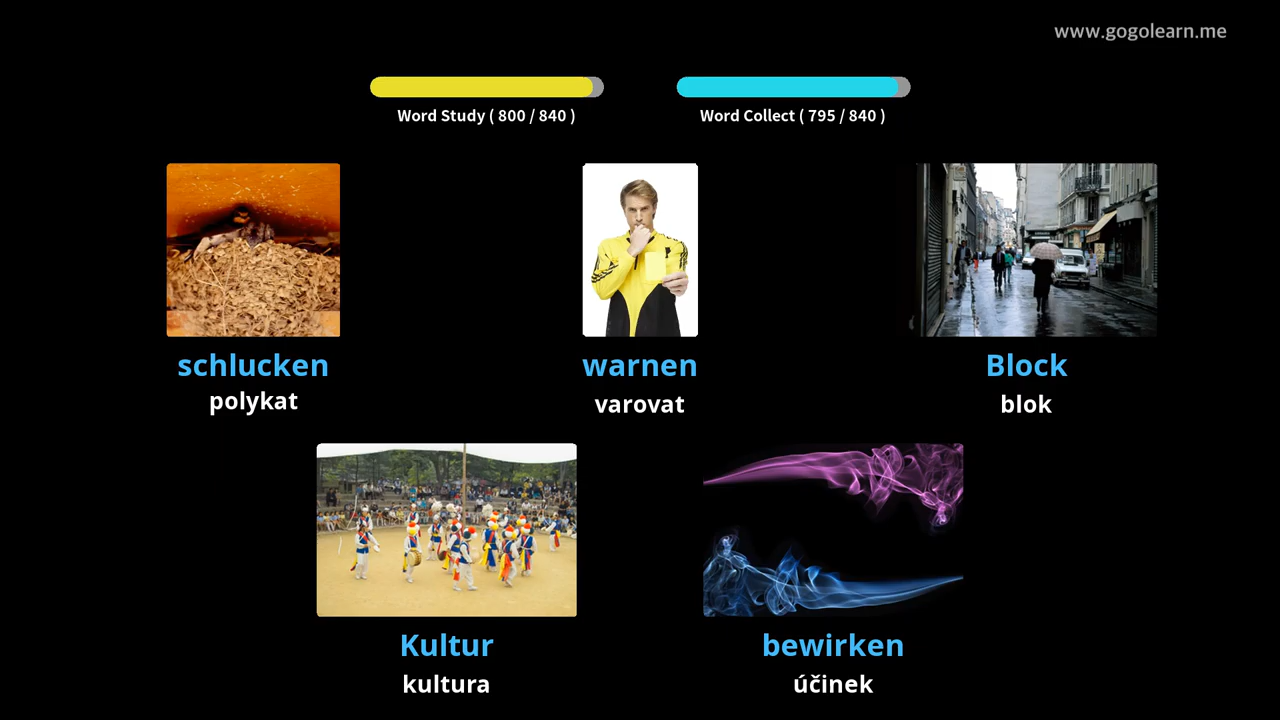 www.gogolearn.me
Word Study ( 800 / 840 )
Word Collect ( 795 / 840 )
schlucken
polykat
warnen
varovat
Block
blok
Kultur
kultura
bewirken
účinek